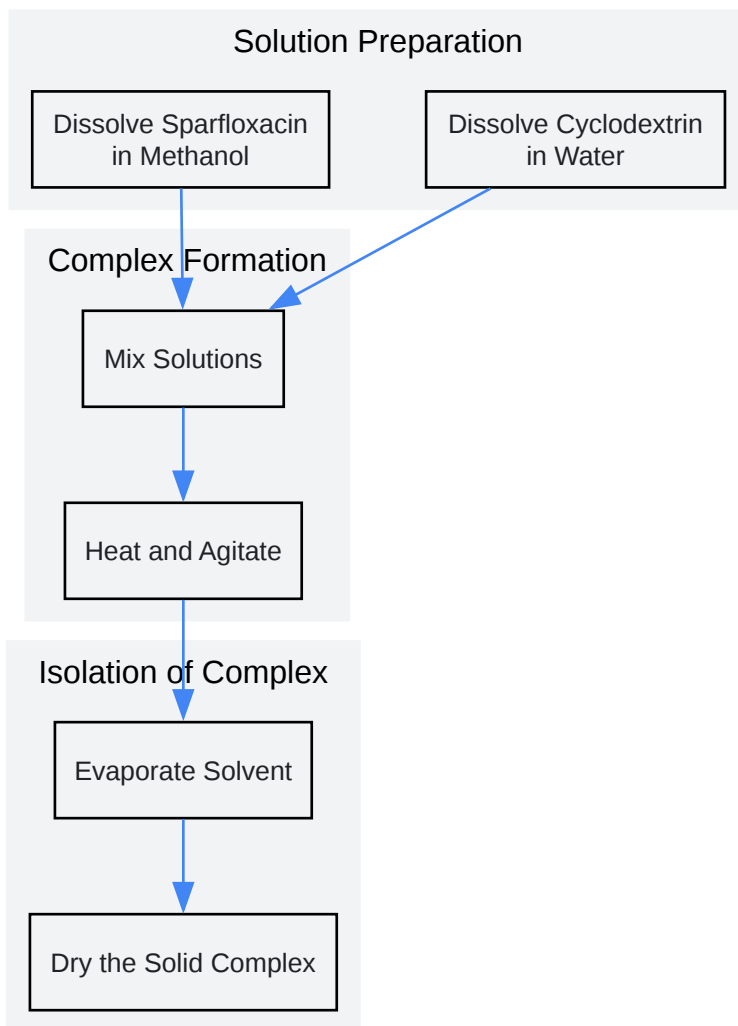 Solution Preparation
Dissolve Sparfloxacin
in Methanol
Dissolve Cyclodextrin
in Water
Complex Formation
Mix Solutions
Heat and Agitate
Isolation of Complex
Evaporate Solvent
Dry the Solid Complex